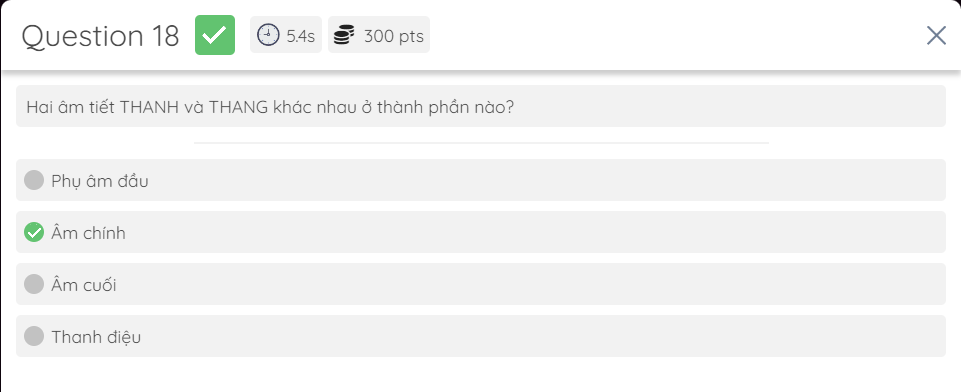 Question 18 5.4s 300 pts
Hai âm tiết THANH và THANG khác nhau ở thành phần nào?
Phụ âm đầu
Âm chính
Âm cuối
Thanh điệu